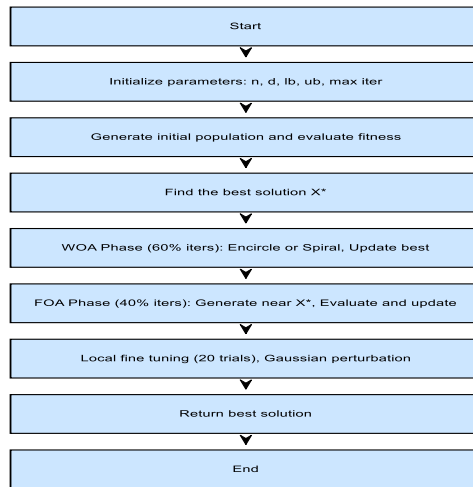 Start
Initialize parameters: n, d, lb, ub, max iter
Generate initial population and evaluate fitness
Find the best solution X*
WOA Phase (60% iters): Encircle or Spiral, Update best
FOA Phase (40% iters): Generate near X*, Evaluate and update
Local fine tuning (20 trials), Gaussian perturbation
Return best solution
End